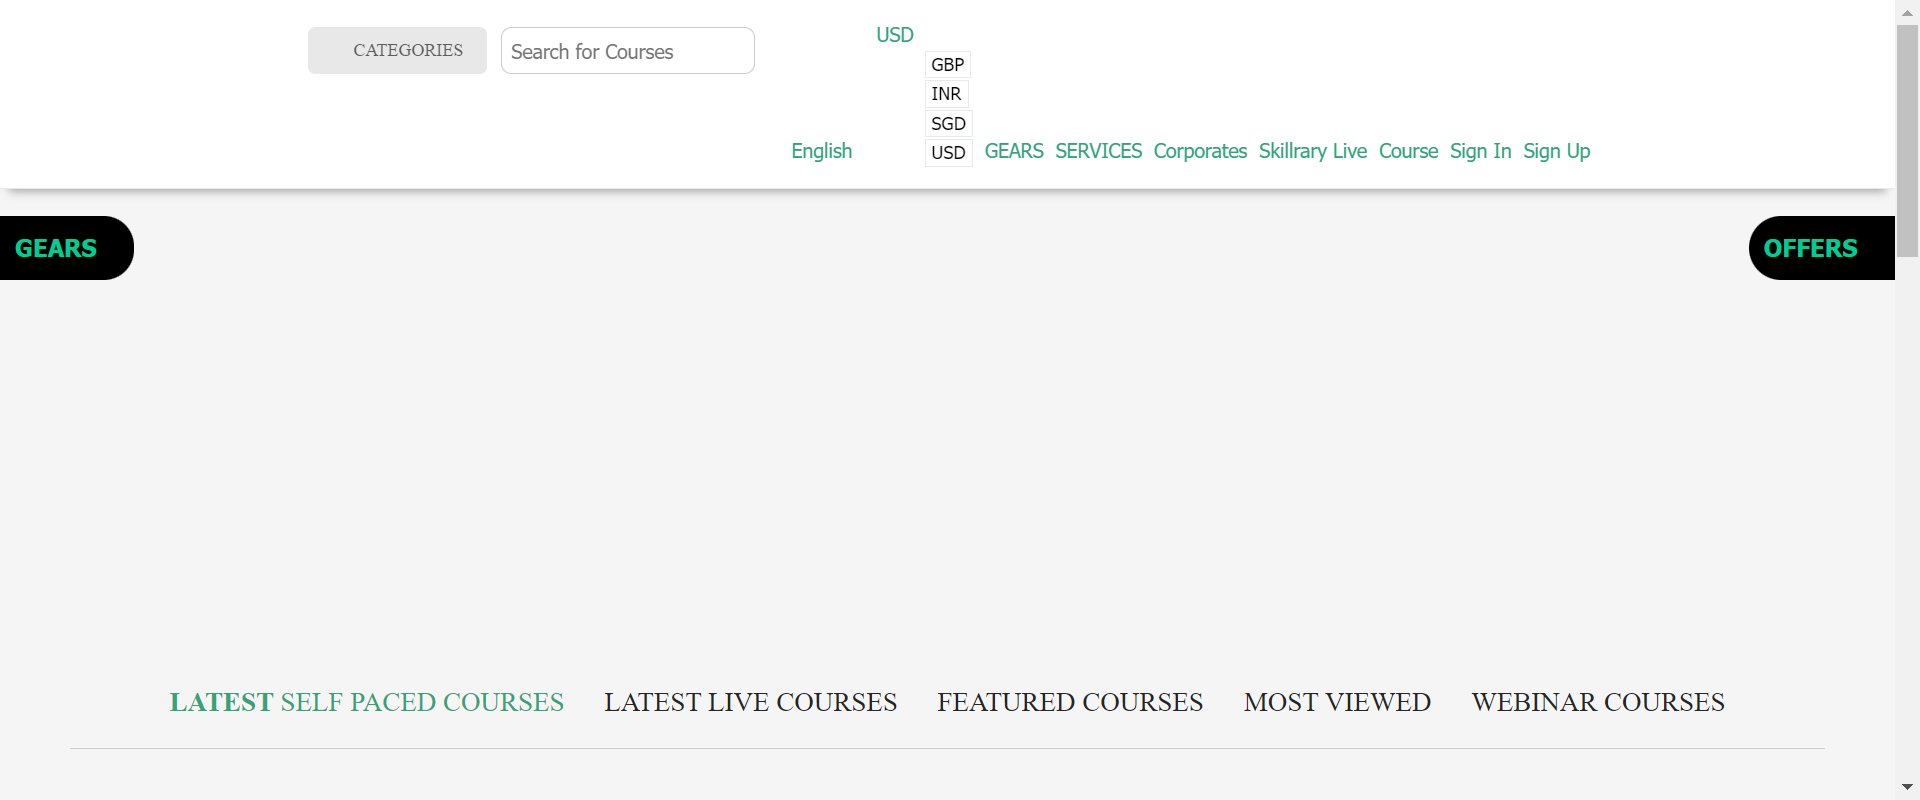 CATEGORIES
Search for Courses
USD
GBP
INR
SGD
English USD GEARS SERVICES Corporates Skillrary Live Course Sign In Sign Up
GEARS
OFFERS
LATEST SELF PACED COURSES LATEST LIVE COURSES FEATURED COURSES MOST VIEWED WEBINAR COURSES